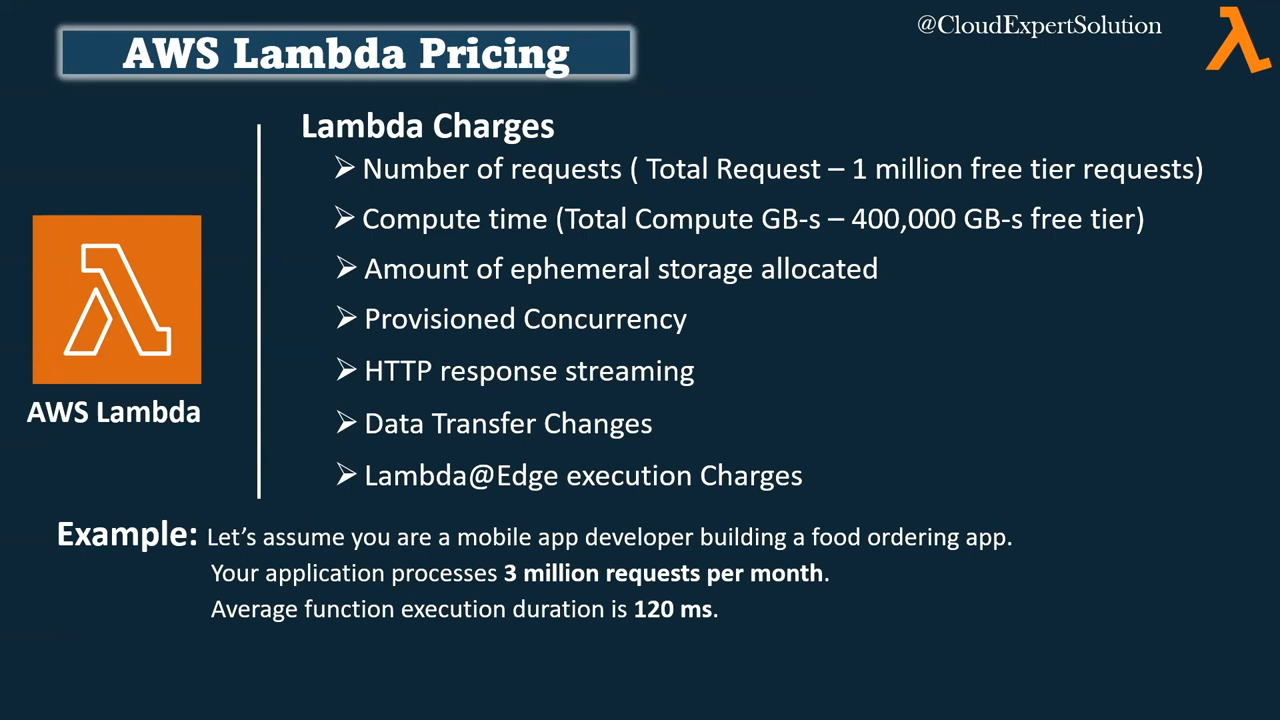 @CloudExpertSolution
AWS Lambda Pricing
Lambda Charges
Number of requests ( Total Request – 1 million free tier requests)
Compute time (Total Compute GB-s – 400,000 GB-s free tier)
Amount of ephemeral storage allocated
Provisioned Concurrency
HTTP response streaming
Data Transfer Changes
Lambda@Edge execution Charges
AWS Lambda
Example: Let’s assume you are a mobile app developer building a food ordering app.
Your application processes 3 million requests per month.
Average function execution duration is 120 ms.